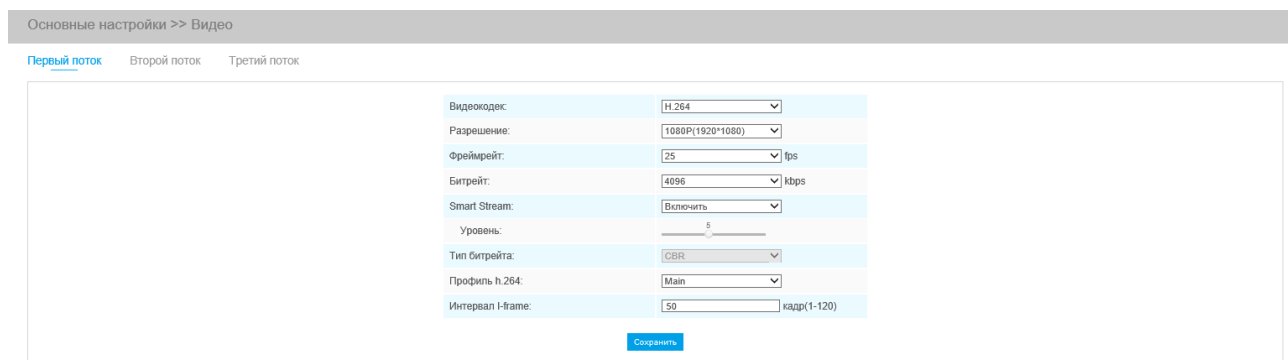 Основные настройки >> Видео
Первый поток Второй поток Третий поток
Видеокодек: H.264
Разрешение: 1080P(1920*1080)
Фреймрейт: 25 fps
Битрейт: 4096 kbps
Smart Stream: Включить
Уровень: 5
Тип битрейта: CBR
Профиль h.264: Main
Интервал I-frame: 50 кадр(1-120)
Сохранить